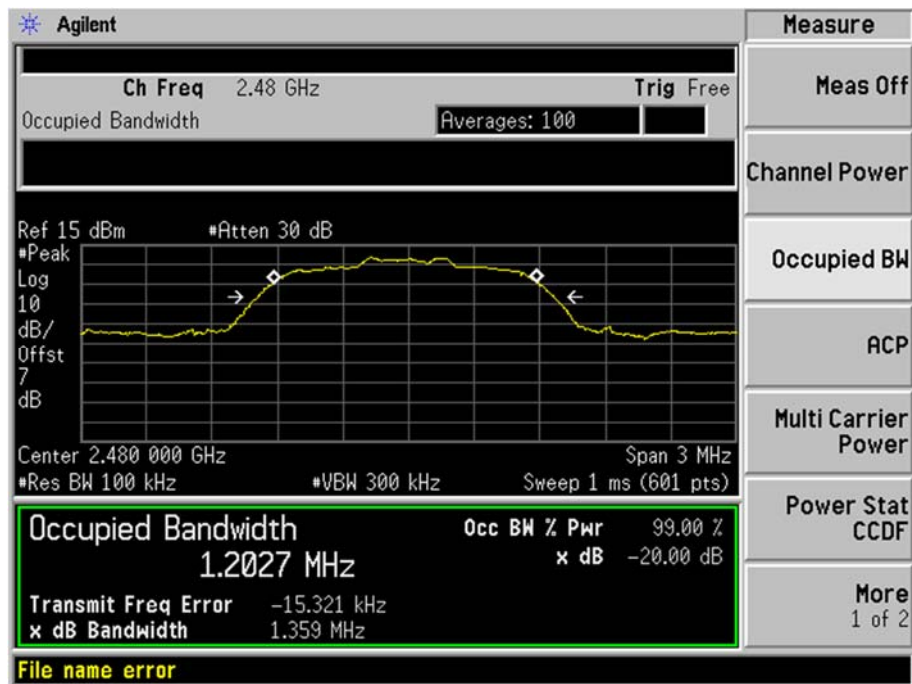 Agilent
Measure
Ch Freq 2.48 GHz Trig Free
Occupied Bandwidth Averages: 100
Meas Off
Channel Power
Occupied BW
ACP
Multi Carrier
Power
Power Stat
CCDF
More
1 of 2
Ref 15 dBm #Atten 30 dB
#Peak
Log
10
dB/
Offst
7
dB
Center 2.480 000 GHz Span 3 MHz
#Res BW 100 kHz #VBW 300 kHz Sweep 1 ms (601 pts)
Occupied Bandwidth Occ BW % Pwr 99.00 %
1.2027 MHz x dB -20.00 dB
Transmit Freq Error -15.321 kHz
x dB Bandwidth 1.359 MHz
File name error